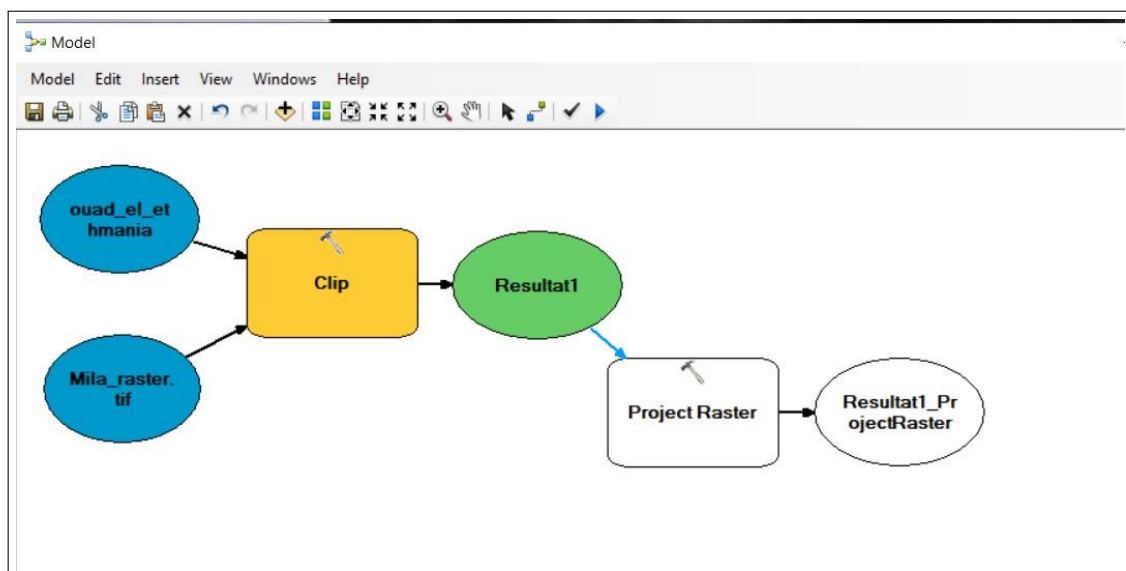 Model
Model Edit Insert View Windows Help
ouad_el_et
hmania
Clip
Resultat1
Mila_raster.
tif
Project Raster
Resultat1_Pr
ojectRaster